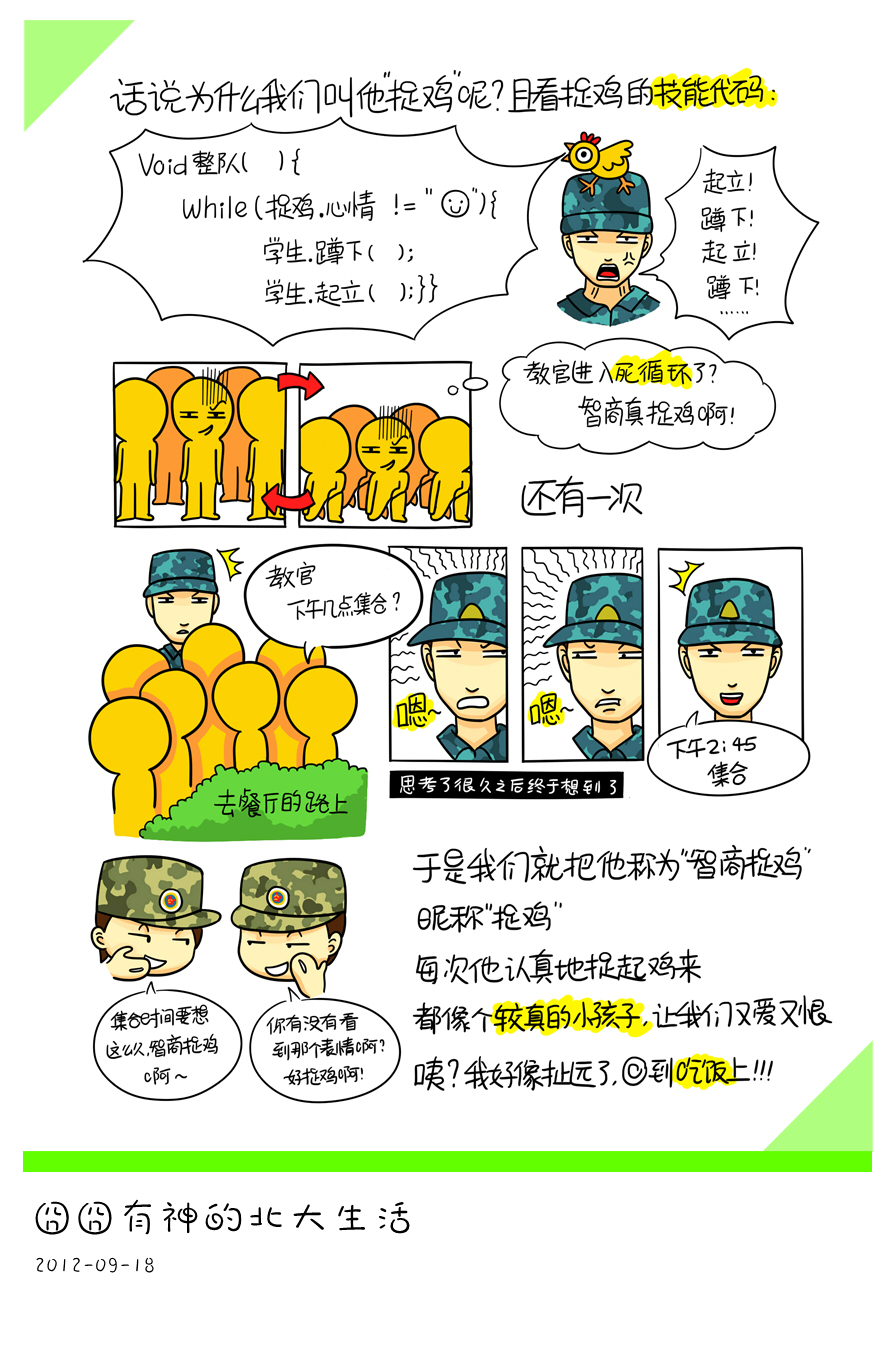 话说为什么我们叫他"捉鸡"呢？且看捉鸡的技能代码：
Void整队( ){
While(捉鸡.心情 != "☺"){
学生.蹲下( );
学生.起立( );}}
起立!
蹲下!
起立!
蹲下!
……
教官进入死循环了?
智商真捉鸡啊!
还有一次
教官
下午几点集合?
去餐厅的路上
嗯~
嗯~
思考了很久之后终于想到了
下午2:45
集合
于是我们就把他称为"智商捉鸡"
昵称"捉鸡"
每次他认真地捉起鸡来
都像个较真的小孩子,让我们又爱又恨
咦?我好像扯远了,回到吃饭上!!!
集合时间要想
这么久,智商捉鸡
啊~
你有没有看
到那个表情啊?
好捉鸡啊!
囧囧有神的北大生活
2012-09-18